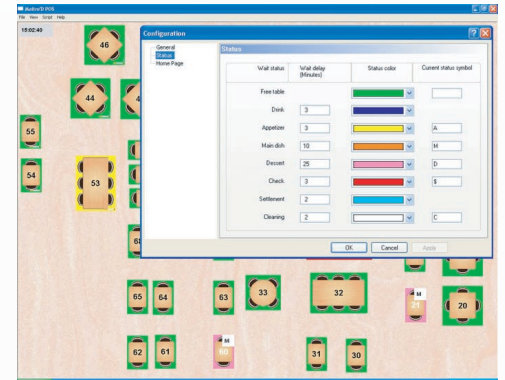 Maitre'D POS
File View Script Help
15:02:40
Configuration
General
Status
Home Page
Status
Wait status
Wait delay (Minutes)
Status color
Current status symbol
Free table
Drink 3
Appetizer 3 A
Main dish 10 M
Dessert 25 D
Check 3 $
Settlement 2
Cleaning 2 C
OK Cancel Apply
46
44
4
55
54
53
65 64 63 33 32
M
21
20
62 61
M
60
31 30